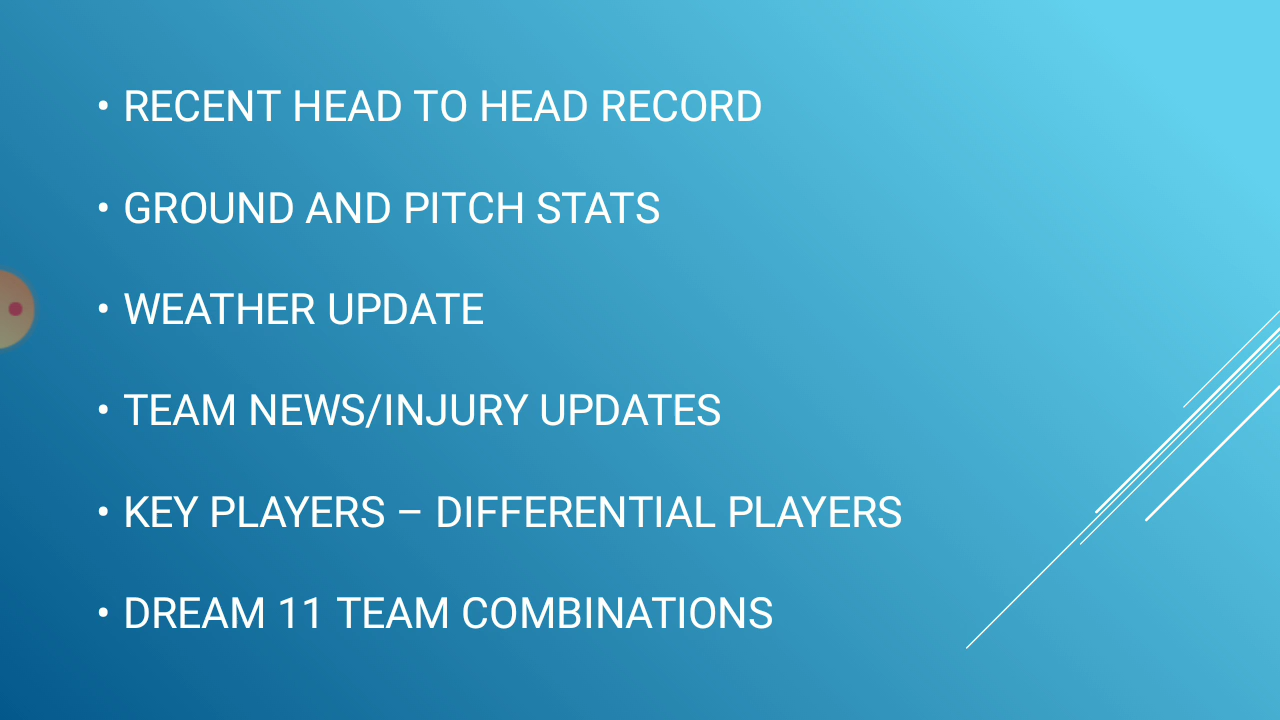 • RECENT HEAD TO HEAD RECORD
• GROUND AND PITCH STATS
• WEATHER UPDATE
• TEAM NEWS/INJURY UPDATES
• KEY PLAYERS – DIFFERENTIAL PLAYERS
• DREAM 11 TEAM COMBINATIONS